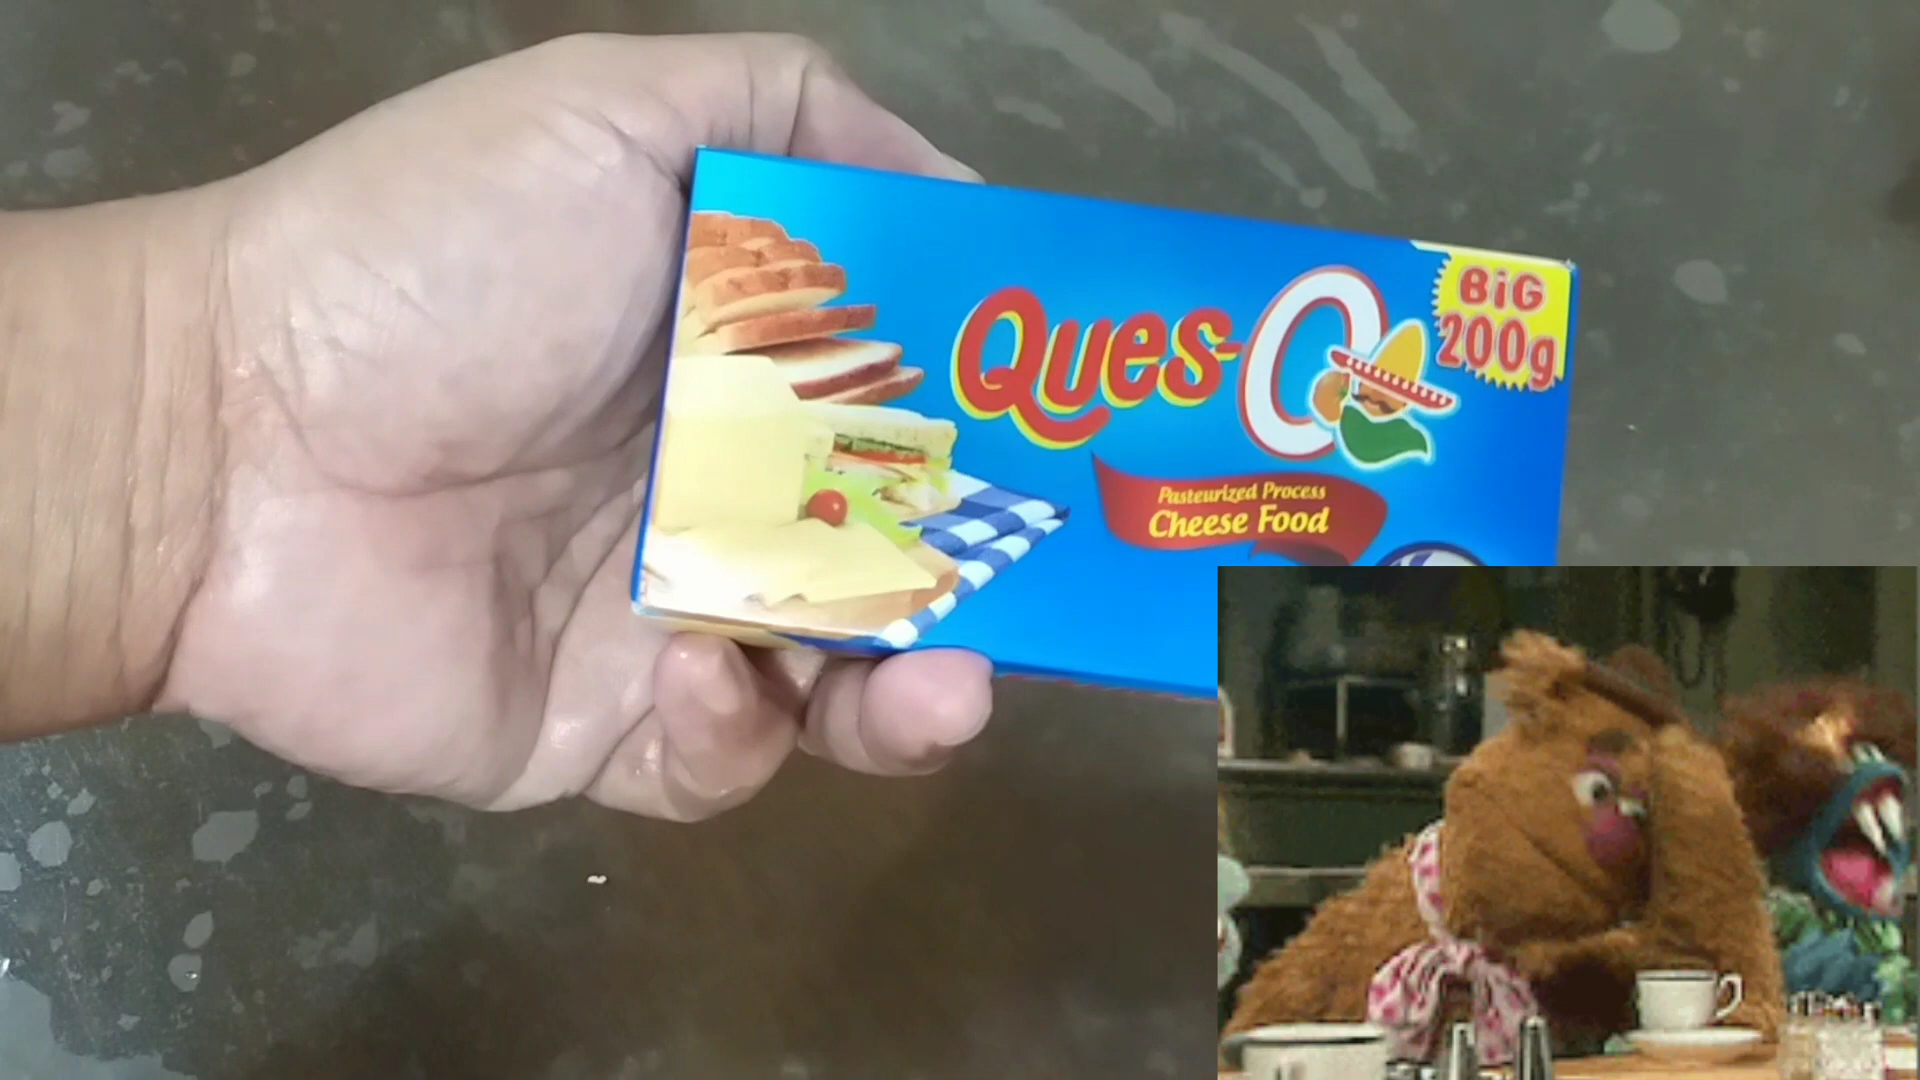 Ques-O
BiG
200g
Pasteurized Process
Cheese Food